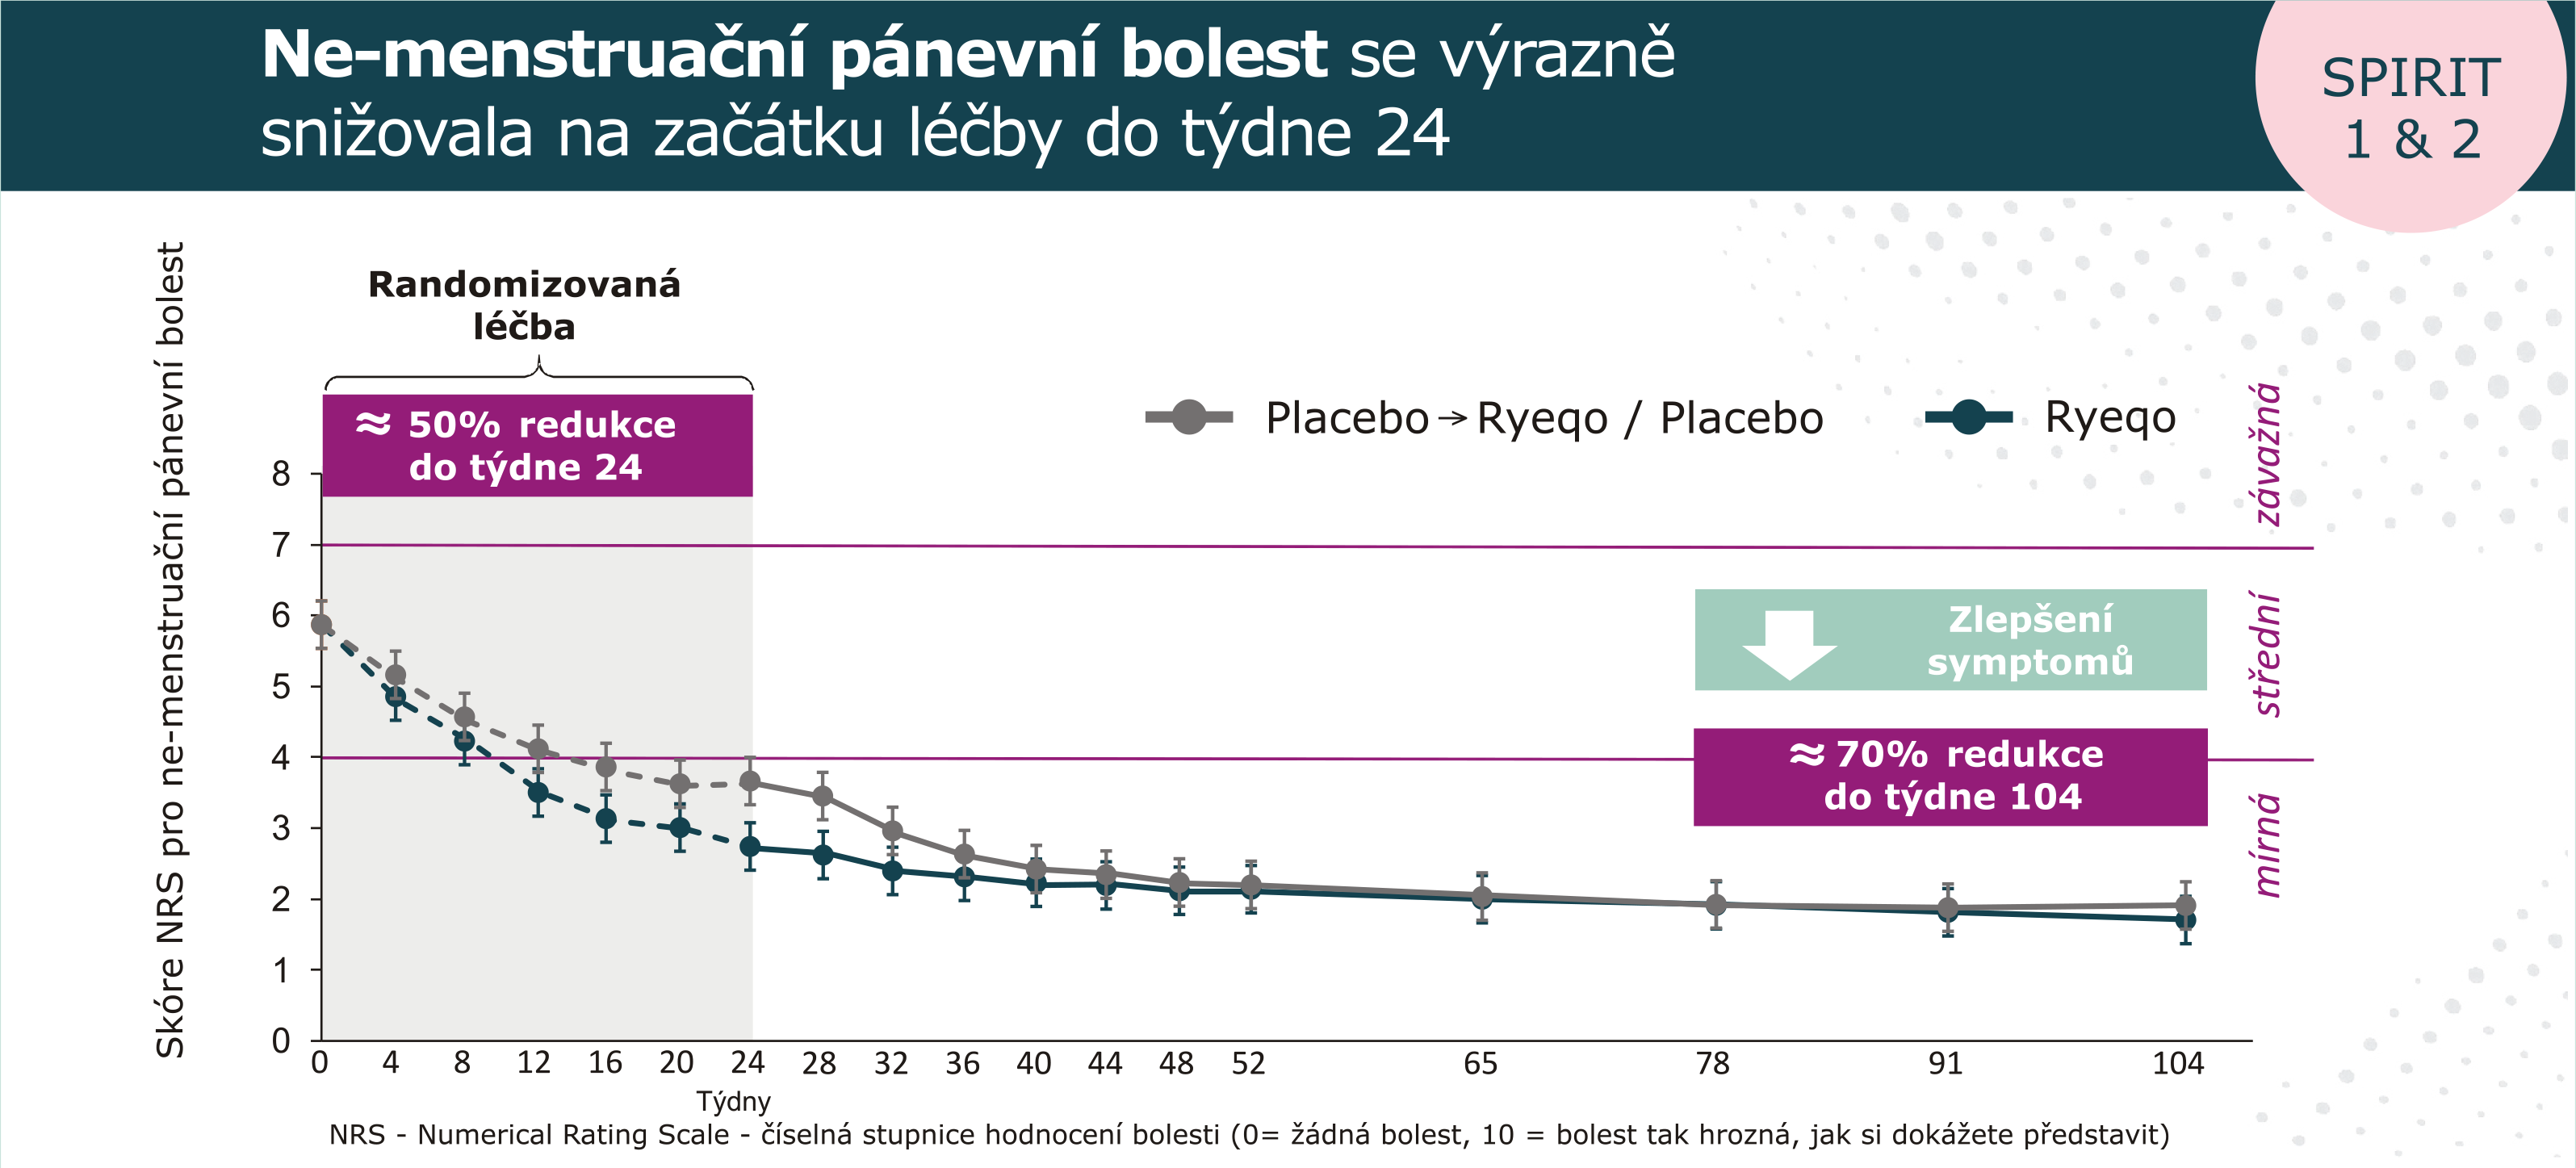 Ne-menstruační pánevní bolest se výrazně
snižovala na začátku léčby do týdne 24
SPIRIT
1 & 2
Skóre NRS pro ne-menstruační pánevní bolest
Randomizovaná
léčba
≈ 50% redukce
do týdne 24
Placebo→Ryeqo / Placebo
Ryeqo
8
7
6
5
4
3
2
1
0
závažná
střední
mírná
Zlepšení
symptomů
≈ 70% redukce
do týdne 104
0 4 8 12 16 20 24 28 32 36 40 44 48 52 65 78 91 104
Týdny
NRS - Numerical Rating Scale - číselná stupnice hodnocení bolesti (0= žádná bolest, 10 = bolest tak hrozná, jak si dokážete představit)